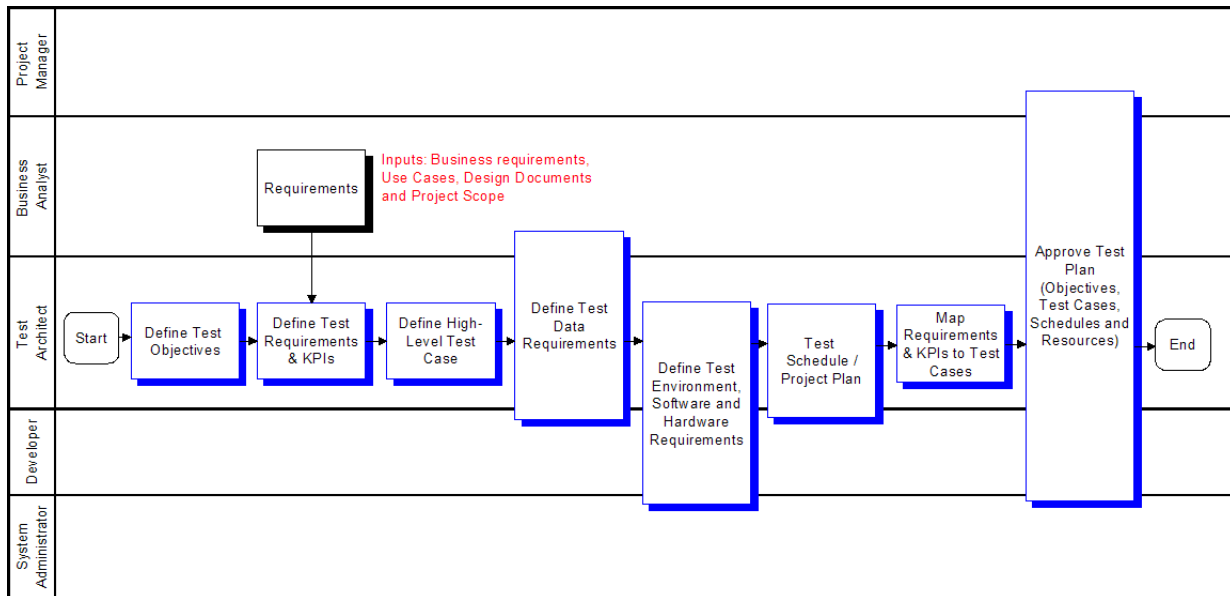 Project
Manager
Business
Analyst
Requirements
Inputs: Business requirements,
Use Cases, Design Documents
and Project Scope
Test
Architect
Start
Define Test
Objectives
Define Test
Requirements
& KPIs
Define High-
Level Test
Case
Define Test
Data
Requirements
Define Test
Environment,
Software and
Hardware
Requirements
Test
Schedule /
Project Plan
Map
Requirements
& KPIs to Test
Cases
Approve Test
Plan
(Objectives,
Test Cases,
Schedules and
Resources)
End
Developer
System
Administrator